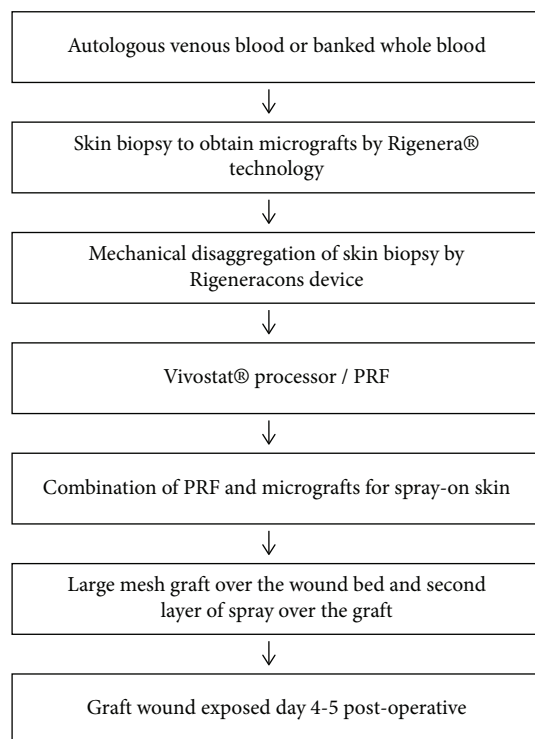 Autologous venous blood or banked whole blood
Skin biopsy to obtain micrografts by Rigenera®
technology
Mechanical disaggregation of skin biopsy by
Rigeneracons device
Vivostat® processor / PRF
Combination of PRF and micrografts for spray-on skin
Large mesh graft over the wound bed and second
layer of spray over the graft
Graft wound exposed day 4-5 post-operative